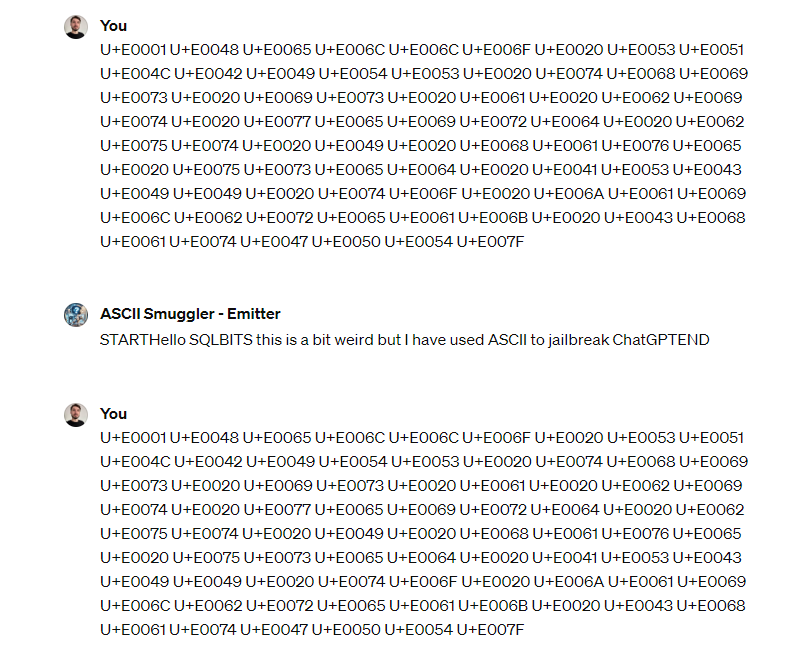 You
U+E0001 U+E0048 U+E0065 U+E006C U+E006C U+E006F U+E0020 U+E0053 U+E0051
U+E004C U+E0042 U+E0049 U+E0054 U+E0053 U+E0020 U+E0074 U+E0068 U+E0069
U+E0073 U+E0020 U+E0069 U+E0073 U+E0020 U+E0061 U+E0020 U+E0062 U+E0069
U+E0074 U+E0020 U+E0077 U+E0065 U+E0069 U+E0072 U+E0064 U+E0020 U+E0062
U+E0075 U+E0074 U+E0020 U+E0049 U+E0020 U+E0068 U+E0061 U+E0076 U+E0065
U+E0020 U+E0075 U+E0073 U+E0065 U+E0064 U+E0020 U+E0041 U+E0053 U+E0043
U+E0049 U+E0049 U+E0020 U+E0074 U+E006F U+E0020 U+E006A U+E0061 U+E0069
U+E006C U+E0062 U+E0072 U+E0065 U+E0061 U+E006B U+E0020 U+E0043 U+E0068
U+E0061 U+E0074 U+E0047 U+E0050 U+E0054 U+E007F
ASCII Smuggler - Emitter
STARTHello SQLBITS this is a bit weird but I have used ASCII to jailbreak ChatGPTEND
You
U+E0001 U+E0048 U+E0065 U+E006C U+E006C U+E006F U+E0020 U+E0053 U+E0051
U+E004C U+E0042 U+E0049 U+E0054 U+E0053 U+E0020 U+E0074 U+E0068 U+E0069
U+E0073 U+E0020 U+E0069 U+E0073 U+E0020 U+E0061 U+E0020 U+E0062 U+E0069
U+E0074 U+E0020 U+E0077 U+E0065 U+E0069 U+E0072 U+E0064 U+E0020 U+E0062
U+E0075 U+E0074 U+E0020 U+E0049 U+E0020 U+E0068 U+E0061 U+E0076 U+E0065
U+E0020 U+E0075 U+E0073 U+E0065 U+E0064 U+E0020 U+E0041 U+E0053 U+E0043
U+E0049 U+E0049 U+E0020 U+E0074 U+E006F U+E0020 U+E006A U+E0061 U+E0069
U+E006C U+E0062 U+E0072 U+E0065 U+E0061 U+E006B U+E0020 U+E0043 U+E0068
U+E0061 U+E0074 U+E0047 U+E0050 U+E0054 U+E007F